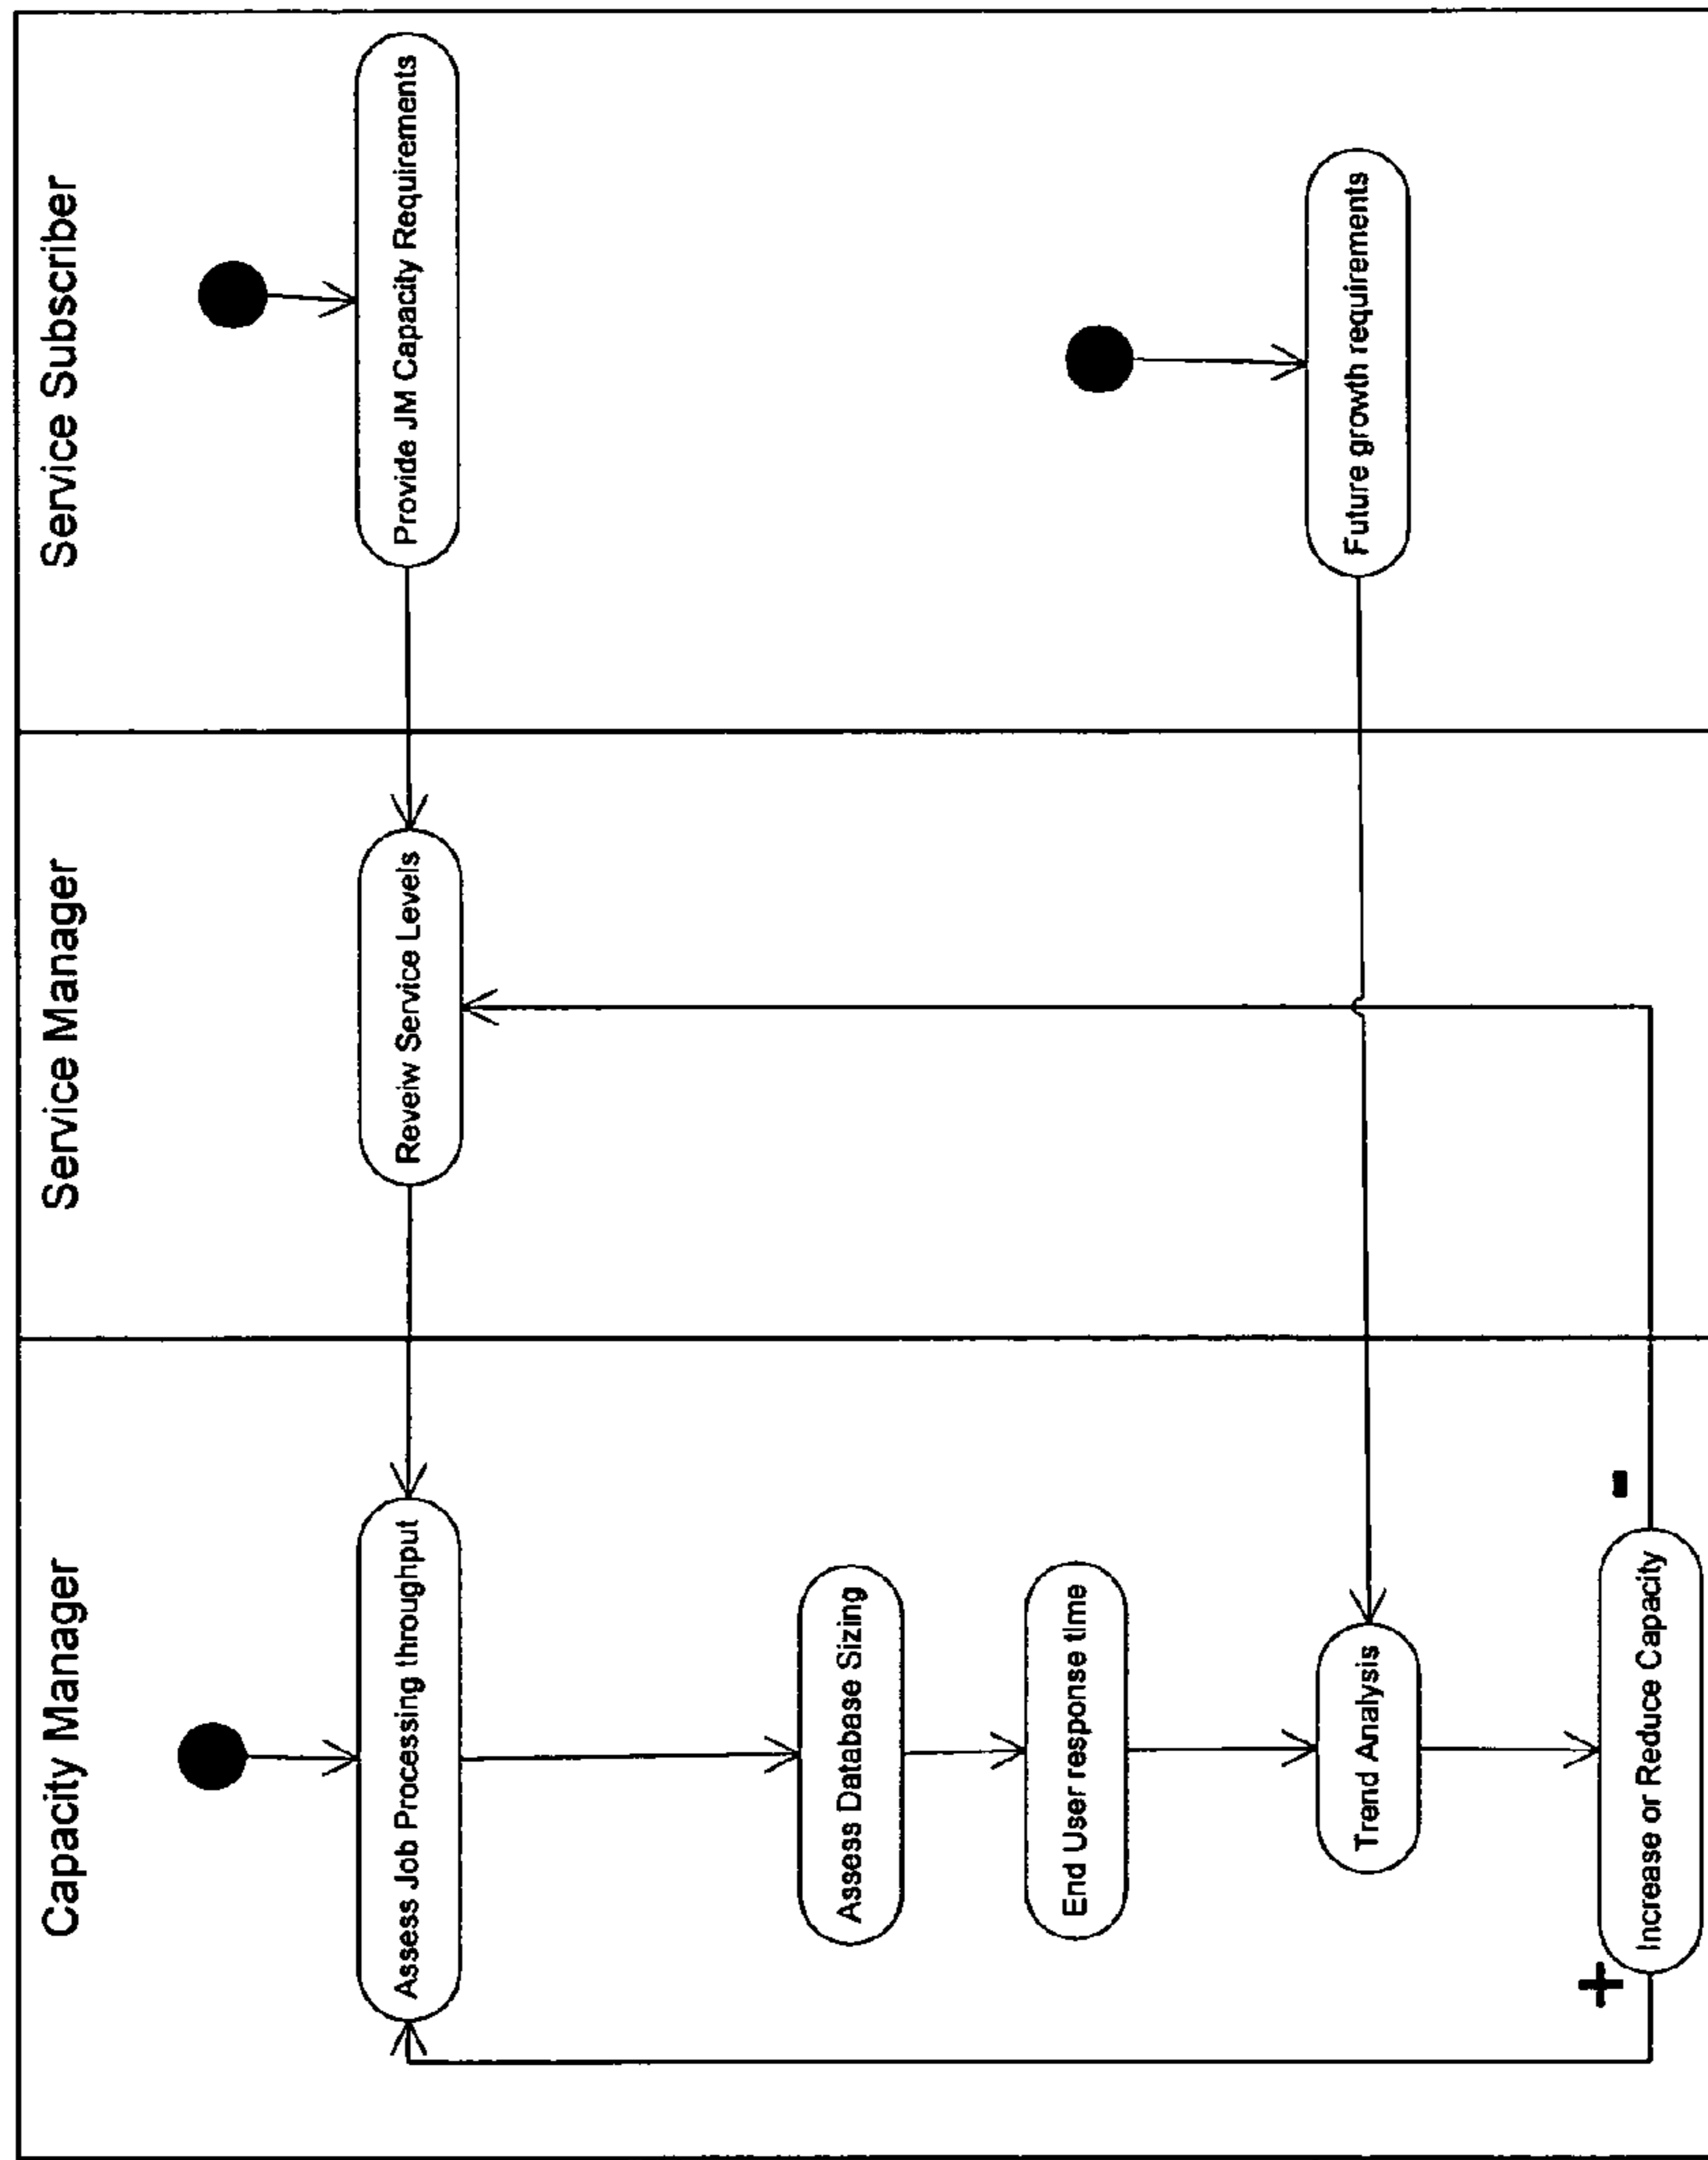 Capacity Manager
Service Manager
Service Subscriber
Assess Job Processing throughput
Reveiw Service Levels
Provide JM Capacity Requirements
Assess Database Sizing
End User response time
Trend Analysis
Future growth requirements
+
-
Increase or Reduce Capacity